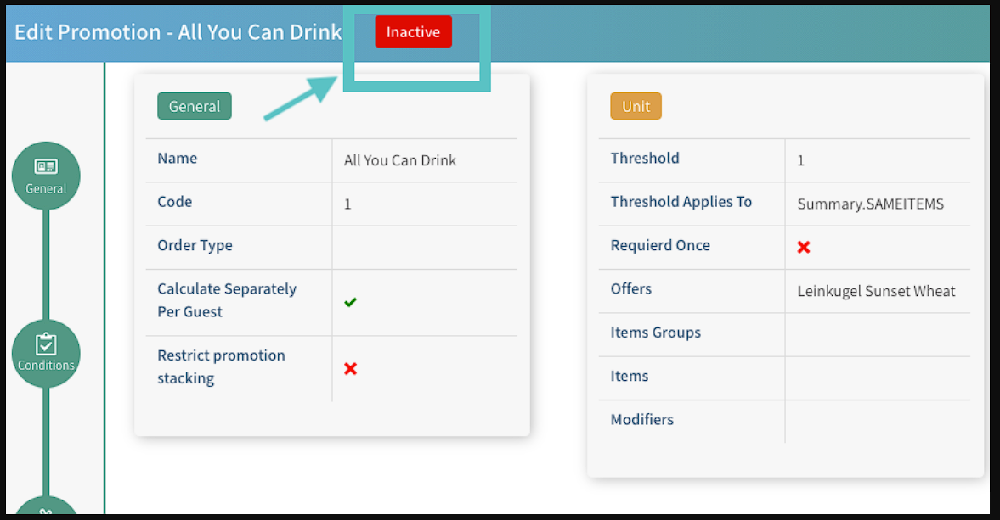 Edit Promotion - All You Can Drink
Inactive
General
Conditions
General
Name
All You Can Drink
Code
1
Order Type
Calculate Separately
Per Guest
Restrict promotion
stacking
Unit
Threshold
1
Threshold Applies To
Summary.SAMEITEMS
Requierd Once
Offers
Leinkugel Sunset Wheat
Items Groups
Items
Modifiers